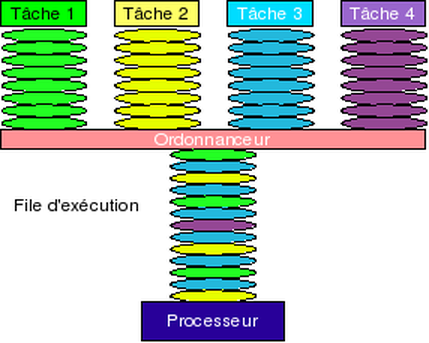 Tâche 1
Tâche 2
Tâche 3
Tâche 4
Ordonnanceur
File d'exécution
Processeur